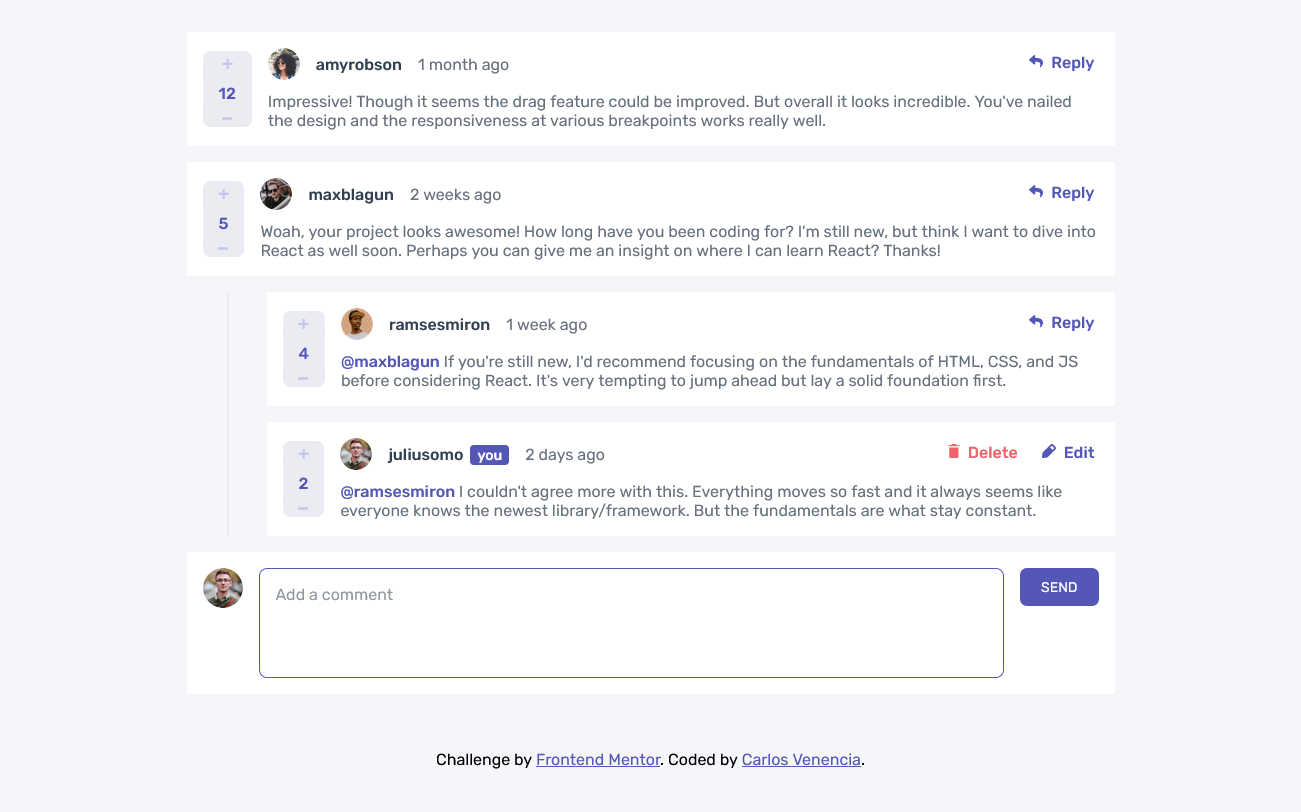 +
12
−
amyrobson 1 month ago
Reply
Impressive! Though it seems the drag feature could be improved. But overall it looks incredible. You've nailed
the design and the responsiveness at various breakpoints works really well.
+
5
−
maxblagun 2 weeks ago
Reply
Woah, your project looks awesome! How long have you been coding for? I'm still new, but think I want to dive into
React as well soon. Perhaps you can give me an insight on where I can learn React? Thanks!
+
4
−
ramsesmiron 1 week ago
Reply
@maxblagun If you're still new, I'd recommend focusing on the fundamentals of HTML, CSS, and JS
before considering React. It's very tempting to jump ahead but lay a solid foundation first.
+
2
−
juliusomo you 2 days ago
Delete Edit
@ramsesmiron I couldn't agree more with this. Everything moves so fast and it always seems like
everyone knows the newest library/framework. But the fundamentals are what stay constant.
Add a comment
SEND
Challenge by Frontend Mentor. Coded by Carlos Venencia.